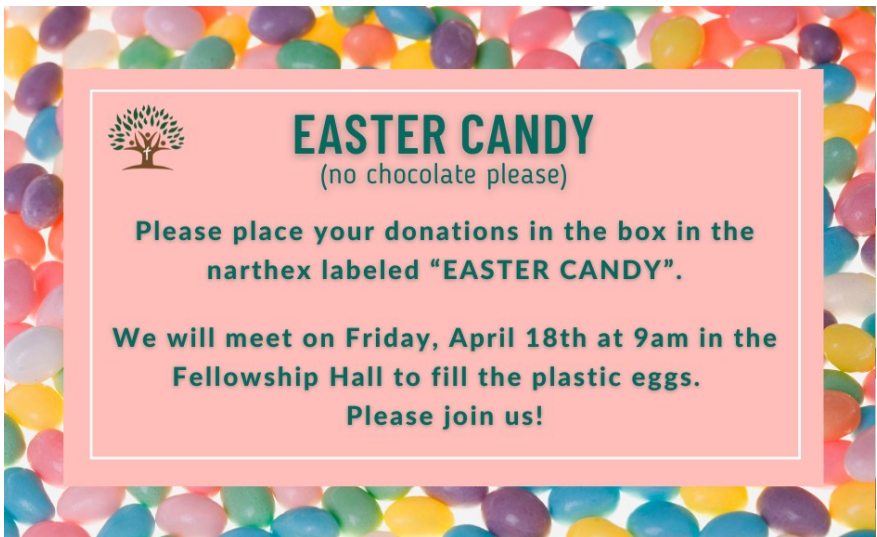 EASTER CANDY
(no chocolate please)
Please place your donations in the box in the
narthex labeled “EASTER CANDY”.
We will meet on Friday, April 18th at 9am in the
Fellowship Hall to fill the plastic eggs.
Please join us!